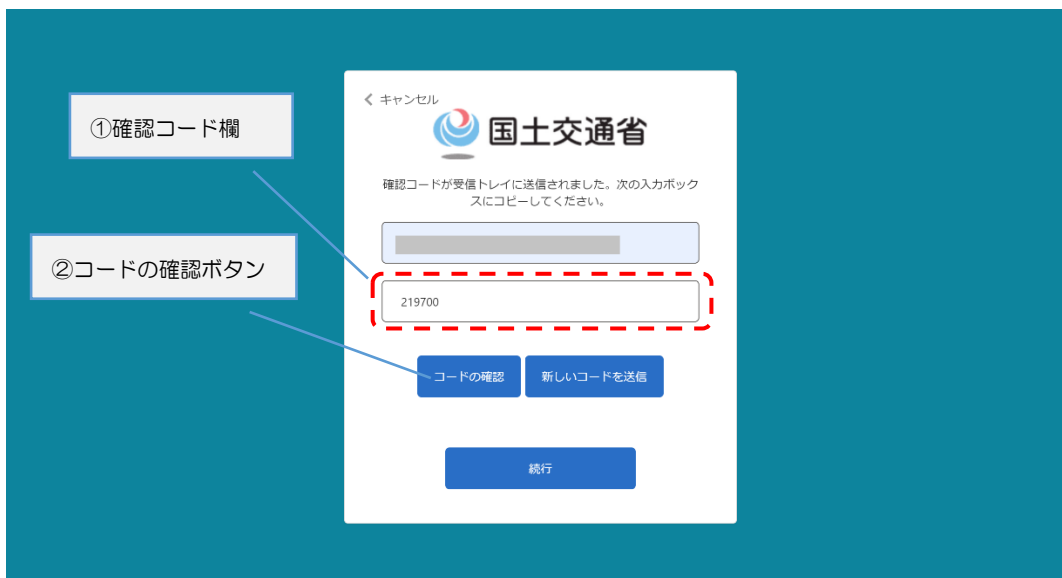 ①確認コード欄
②コードの確認ボタン
キャンセル
国土交通省
確認コードが受信トレイに送信されました。次の入力ボック
スにコピーしてください。
219700
コードの確認
新しいコードを送信
続行